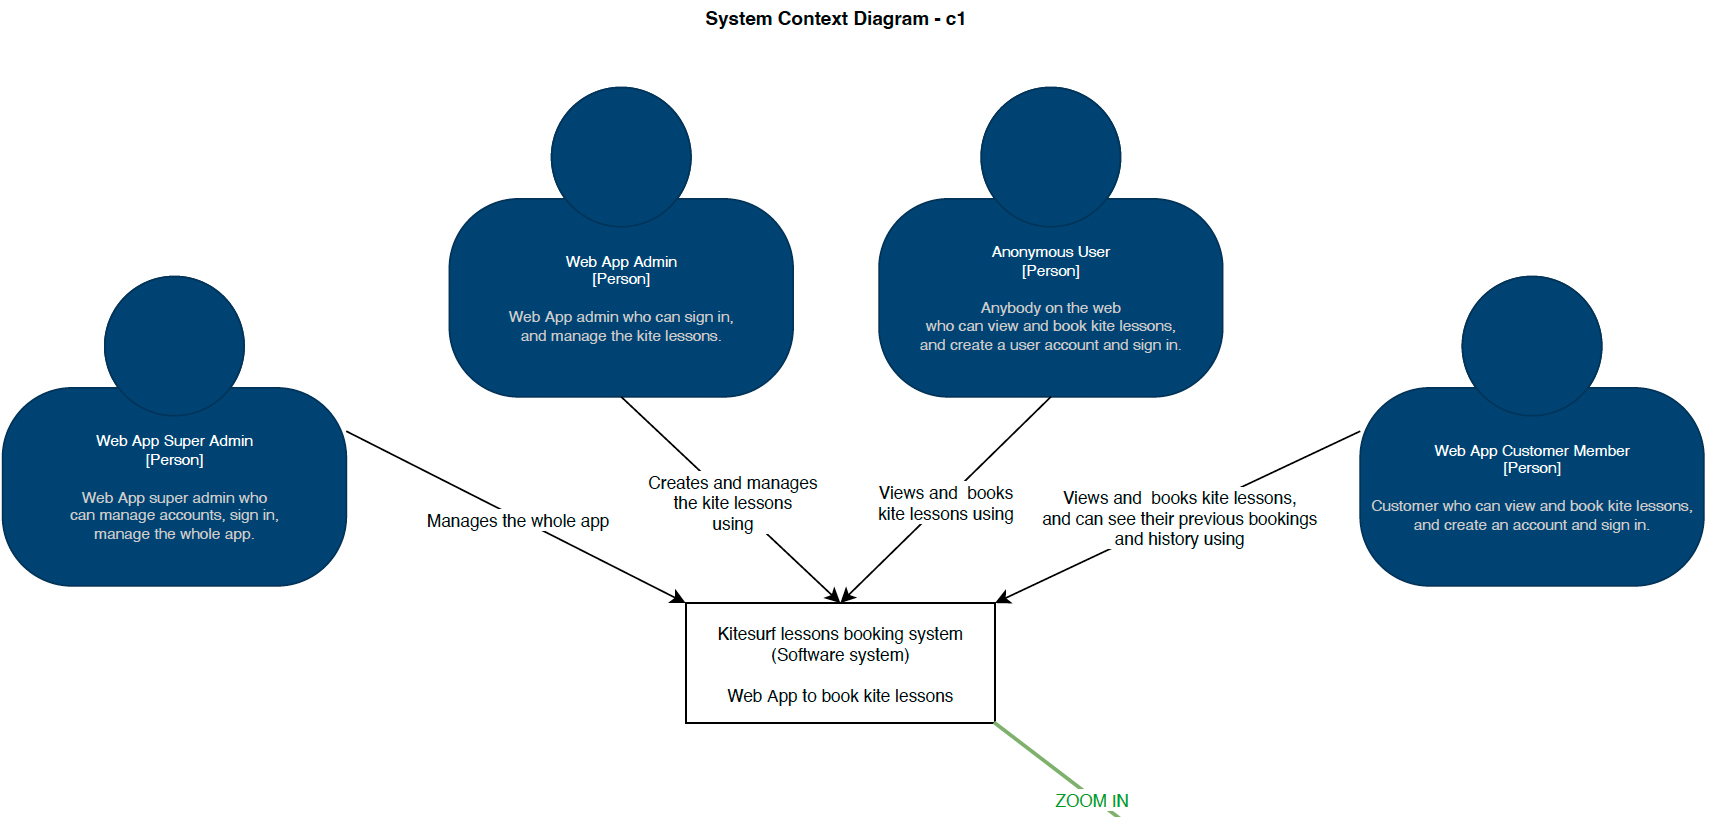 System Context Diagram - c1
Web App Admin
[Person]
Web App admin who can sign in,
and manage the kite lessons.
Anonymous User
[Person]
Anybody on the web
who can view and book kite lessons,
and create a user account and sign in.
Web App Super Admin
[Person]
Web App super admin who
can manage accounts, sign in,
manage the whole app.
Web App Customer Member
[Person]
Customer who can view and book kite lessons,
and create an account and sign in.
Manages the whole app
Creates and manages
the kite lessons
using
Views and  books
kite lessons using
Views and  books kite lessons,
and can see their previous bookings
and history using
Kitesurf lessons booking system
(Software system)
Web App to book kite lessons
ZOOM IN